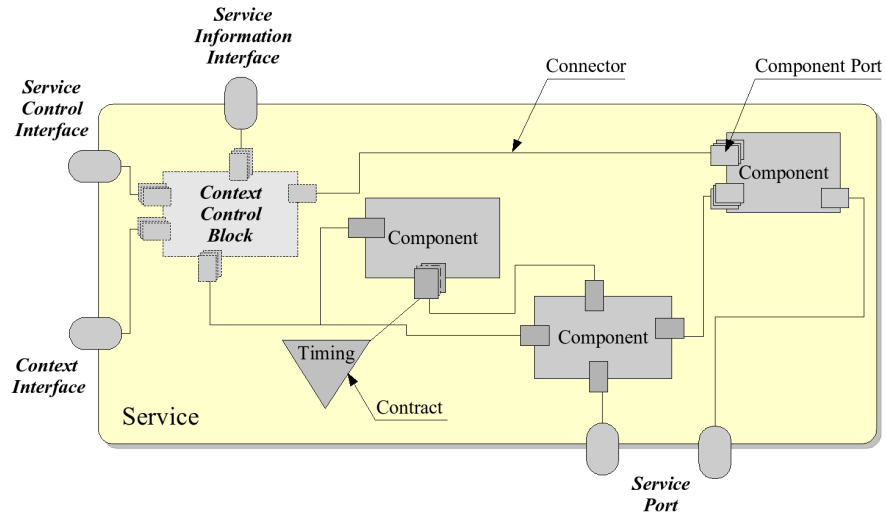 Service
Information
Interface
Service
Control
Interface
Connector
Component Port
Context
Control
Block
Component
Component
Component
Timing
Contract
Context
Interface
Service
Service
Port